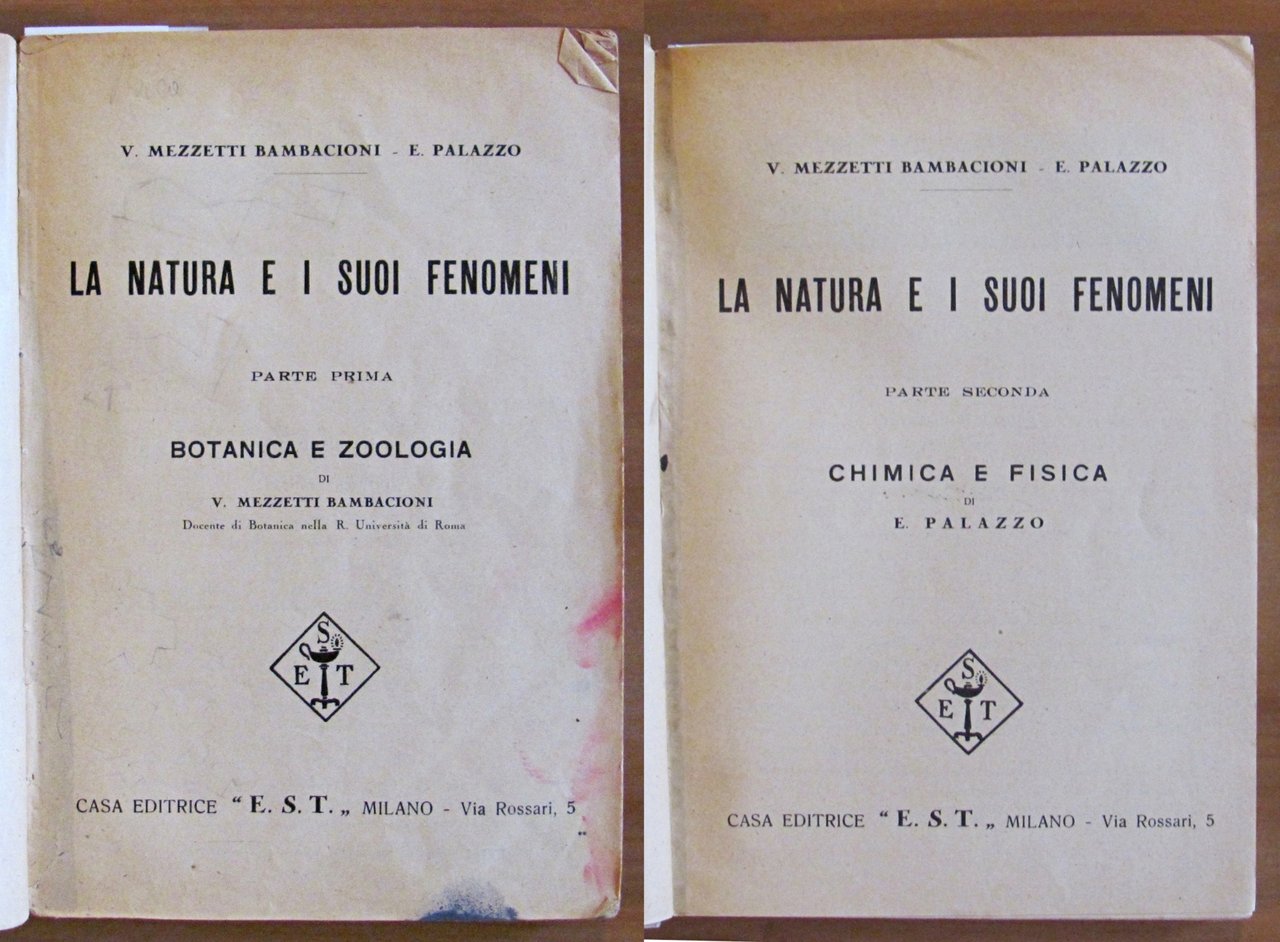 V. MEZZETTI BAMBACIONI - E. PALAZZO
LA NATURA E I SUOI FENOMENI
PARTE PRIMA
BOTANICA E ZOOLOGIA
DI
V. MEZZETTI BAMBACIONI
Docente di Botanica nella R. Università di Roma
S
E T
CASA EDITRICE “ E. S. T. „ MILANO - Via Rossari, 5
V. MEZZETTI BAMBACIONI - E. PALAZZO
LA NATURA E I SUOI FENOMENI
PARTE SECONDA
CHIMICA E FISICA
DI
E. PALAZZO
S
E T
CASA EDITRICE “ E. S. T. „ MILANO - Via Rossari, 5